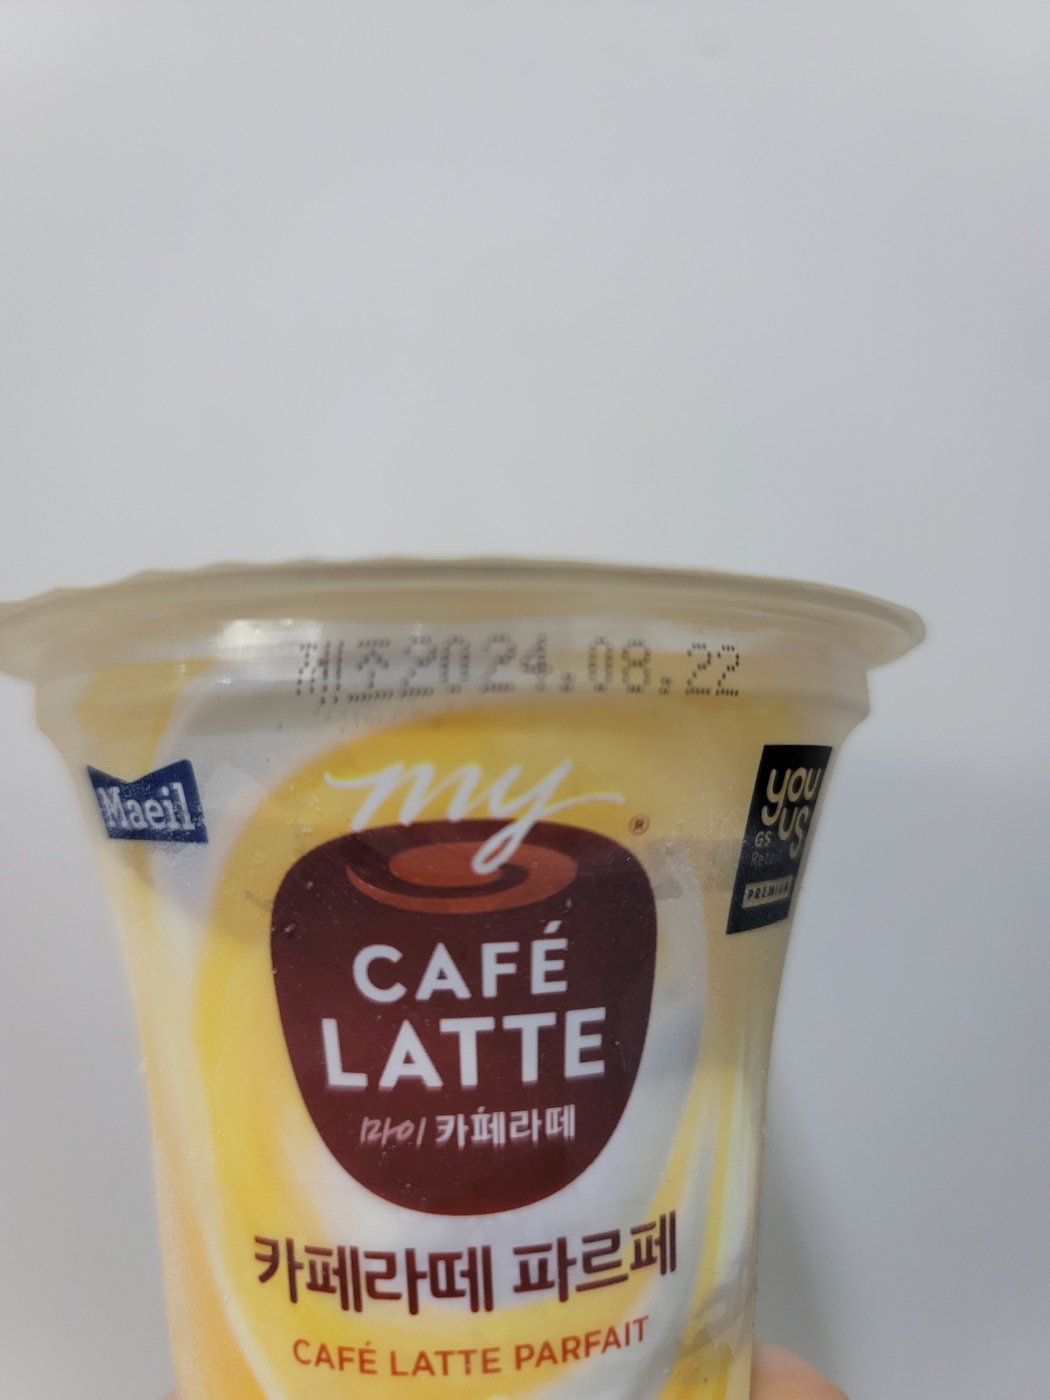 제조2024.08.22
Maeil
you
us
GS
Retail
PREMIUM
my
®
CAFÉ
LATTE
마이 카페라떼
카페라떼 파르페
CAFÉ LATTE PARFAIT